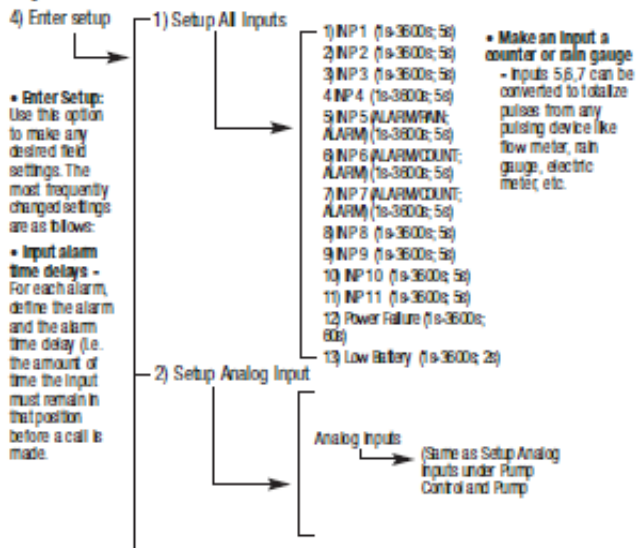 4) Enter setup
• Enter Setup:
Use this option
to make any
desired field
settings. The
most frequently
changed settings
are as follows:
• Input alarm
time delays -
For each alarm,
define the alarm
and the alarm
time delay (i.e.
the amount of
time the input
must remain in
that position
before a call is
made.
1) Setup All Inputs
1) INP 1 (1s-3600s; 5s)
2) INP 2 (1s-3600s; 5s)
3) INP 3 (1s-3600s; 5s)
4 INP 4 (1s-3600s; 5s)
5) INP 5 (ALARM/RAIN;
ALARM) (1s-3600s; 5s)
6) INP 6 (ALARM/COUNT;
ALARM) (1s-3600s; 5s)
7) INP 7 (ALARM/COUNT;
ALARM) (1s-3600s; 5s)
8) INP 8 (1s-3600s; 5s)
9) INP 9 (1s-3600s; 5s)
10) INP 10 (1s-3600s; 5s)
11) INP 11 (1s-3600s; 5s)
12) Power Failure (1s-3600s;
60s)
13) Low Battery (1s-3600s; 2s)
• Make an input a
counter or rain gauge
- Inputs 5,6,7 can be
converted to totalize
pulses from any
pulsing device like
flow meter, rain
gauge, electric
meter, etc.
2) Setup Analog Input
Analog Inputs
(Same as Setup Analog
Inputs under Pump
Control and Pump